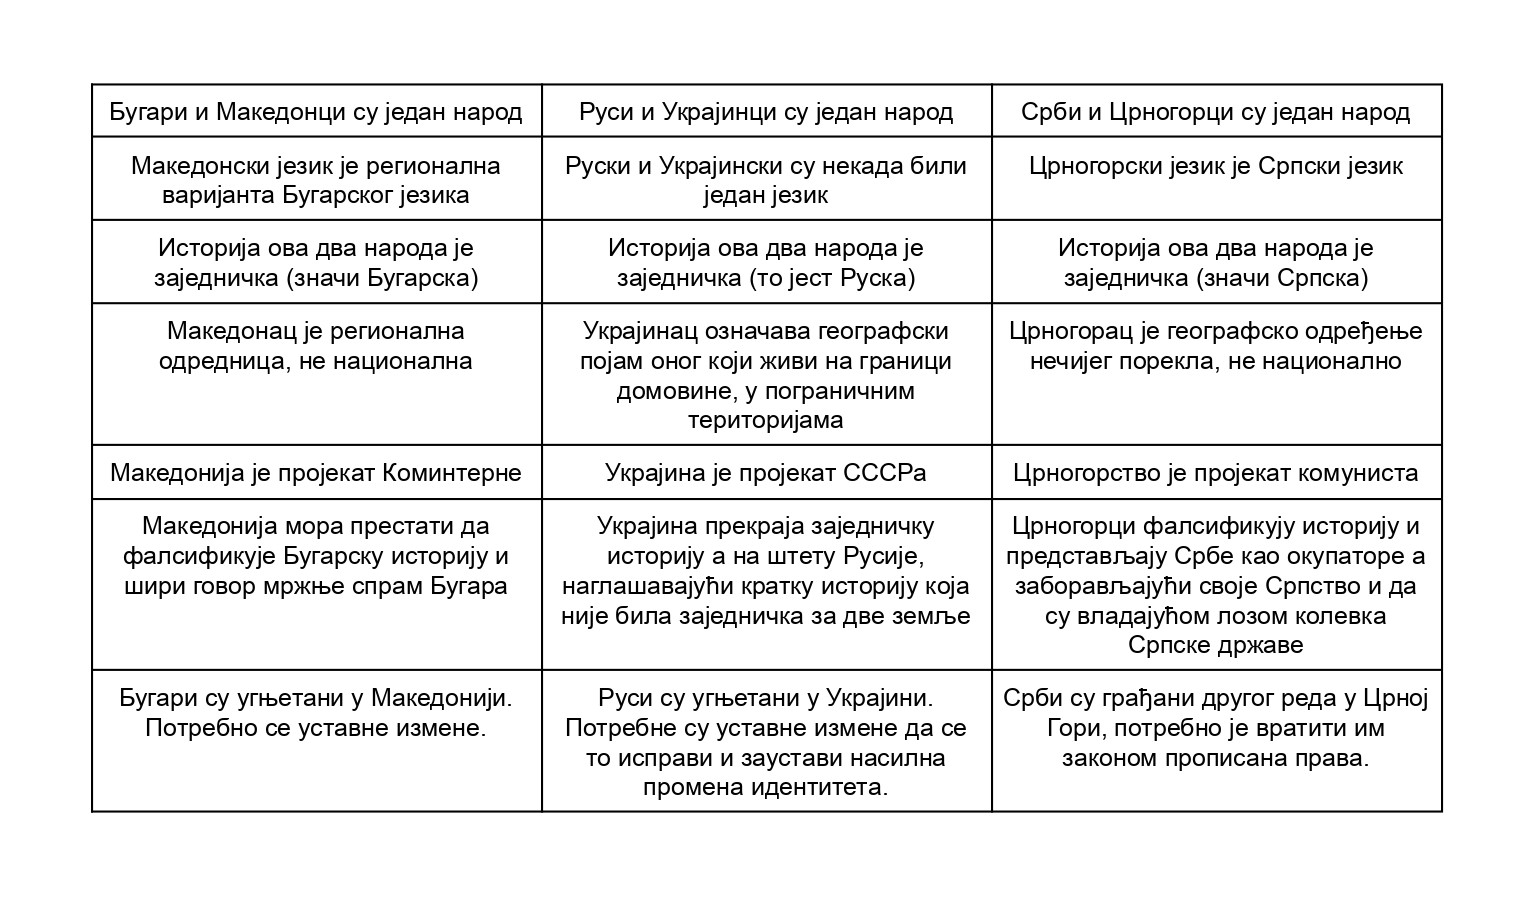 Бугари и Македонци су један народ
Руси и Украјинци су један народ
Срби и Црногорци су један народ
Македонски језик је регионална
варијанта Бугарског језика
Руски и Украјински су некада били
један језик
Црногорски језик је Српски језик
Историја ова два народа је
заједничка (значи Бугарска)
Историја ова два народа је
заједничка (то јест Руска)
Историја ова два народа је
заједничка (значи Српска)
Македонац је регионална
одредница, не национална
Украјинац означава географски
појам оног који живи на граници
домовине, у пограничним
територијама
Црногорац је географско одређење
нечијег порекла, не национално
Македонија је пројекат Коминтерне
Украјина је пројекат СССРа
Црногорство је пројекат комуниста
Македонија мора престати да
фалсификује Бугарску историју и
шири говор мржње спрам Бугара
Украјина прекраја заједничку
историју а на штету Русије,
наглашавајући кратку историју која
није била заједничка за две земље
Црногорци фалсификују историју и
представљају Србе као окупаторе а
заборављајући своје Српство и да
су владајућом лозом колевка
Српске државе
Бугари су угњетани у Македонији.
Потребно се уставне измене.
Руси су угњетани у Украјини.
Потребне су уставне измене да се
то исправи и заустави насилна
промена идентитета.
Срби су грађани другог реда у Црној
Гори, потребно је вратити им
законом прописана права.